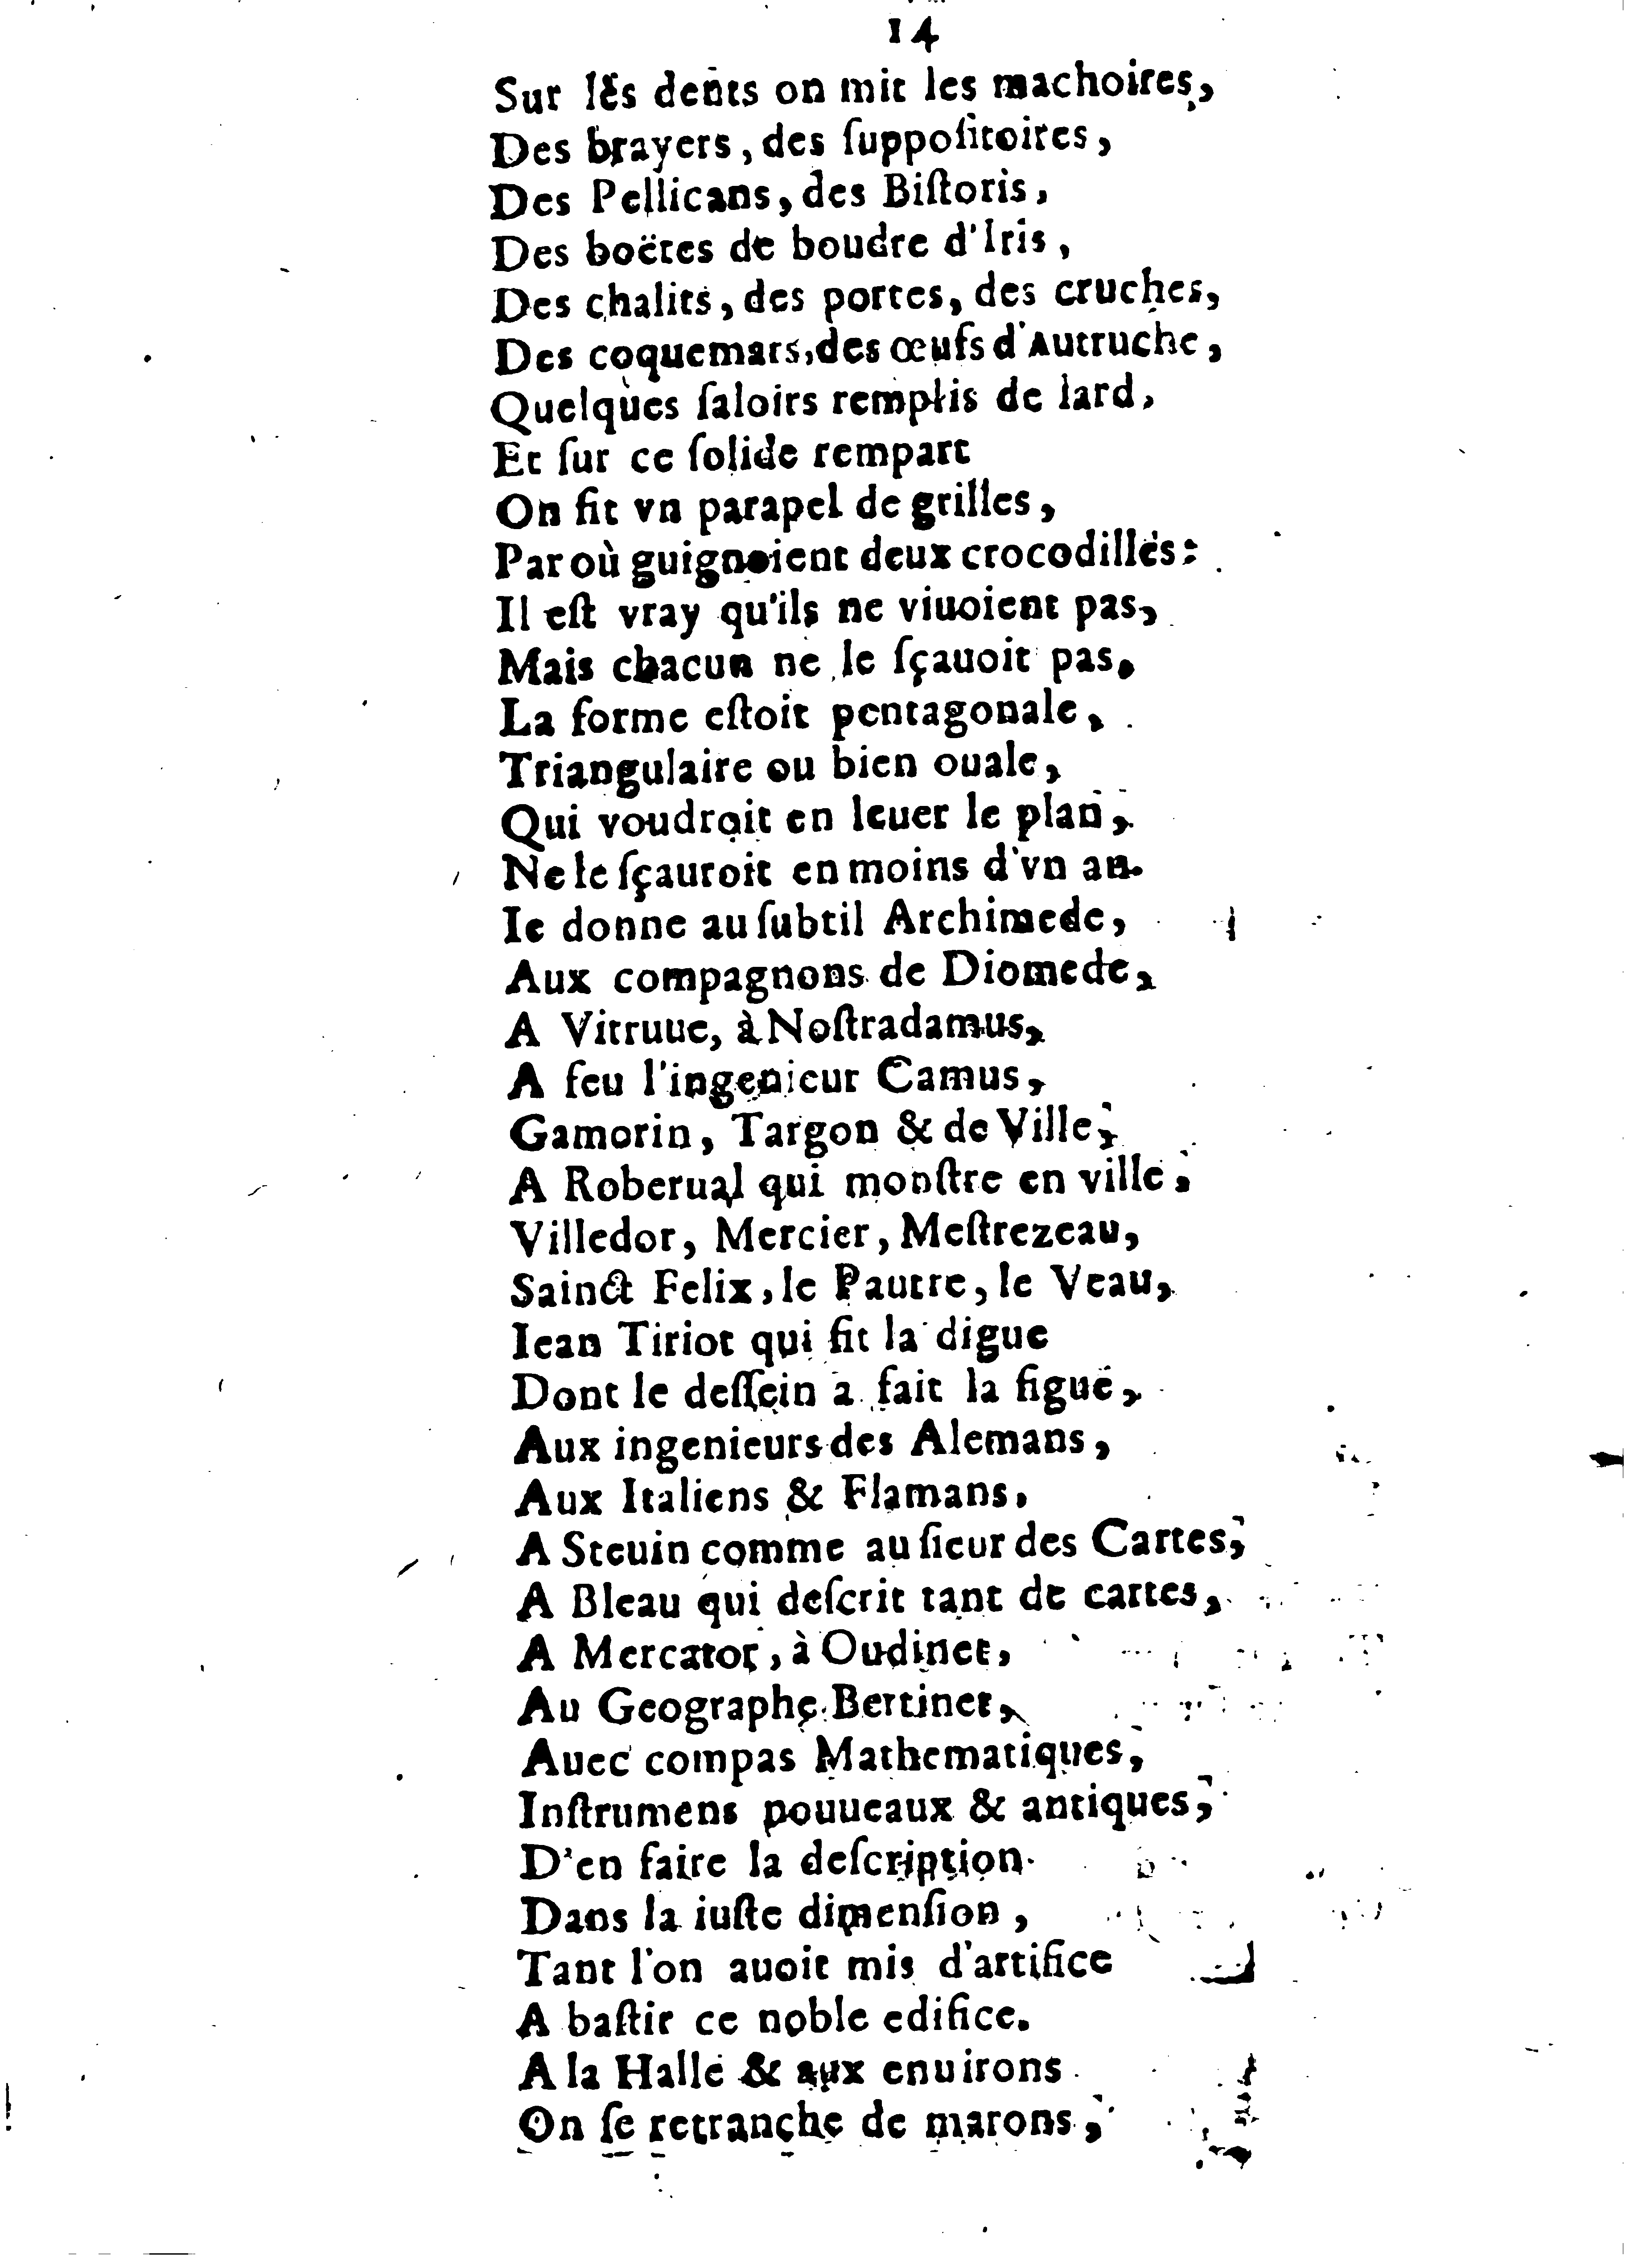 14
Sur les dents on mit les machoires,
Des brayers, des ſuppoſitoires,
Des Pellicans, des Biſtoris,
Des boëtes de boudre d'Iris,
Des chalits, des portes, des cruches,
Des coquemars, des œufs d'Autruche,
Quelques ſaloirs remplis de lard,
Et ſur ce ſolide rempart
On fit vn parapel de grilles,
Par où guignoient deux crocodilles:
Il eſt vray qu'ils ne viuoient pas,
Mais chacun ne le ſçauoit pas.
La forme eſtoit pentagonale,
Triangulaire ou bien ouale,
Qui voudroit en leuer le plan,
Ne le ſçauroit en moins d'vn an.
Ie donne au ſubtil Archimede,
Aux compagnons de Diomede,
A Vitruue, à Noſtradamus,
A feu l'ingenieur Camus,
Gamorin, Targon & de Ville,
A Roberual qui monſtre en ville,
Villedor, Mercier, Meſtrezeau,
Sainct Felix, le Pautre, le Veau,
Iean Tiriot qui fit la digue
Dont le deſſein a fait la figue,
Aux ingenieurs des Alemans,
Aux Italiens & Flamans,
A Steuin comme au ſieur des Cartes,
A Bleau qui deſcrit tant de cartes,
A Mercator, à Oudinet,
Au Geographe Bertinet,
Auec compas Mathematiques,
Inſtrumens nouueaux & antiques,
D'en faire la deſcription
Dans la iuſte dimenſion,
Tant l'on auoit mis d'artifice
A baſtir ce noble edifice.
A la Halle & aux enuirons
On ſe retranche de marons,